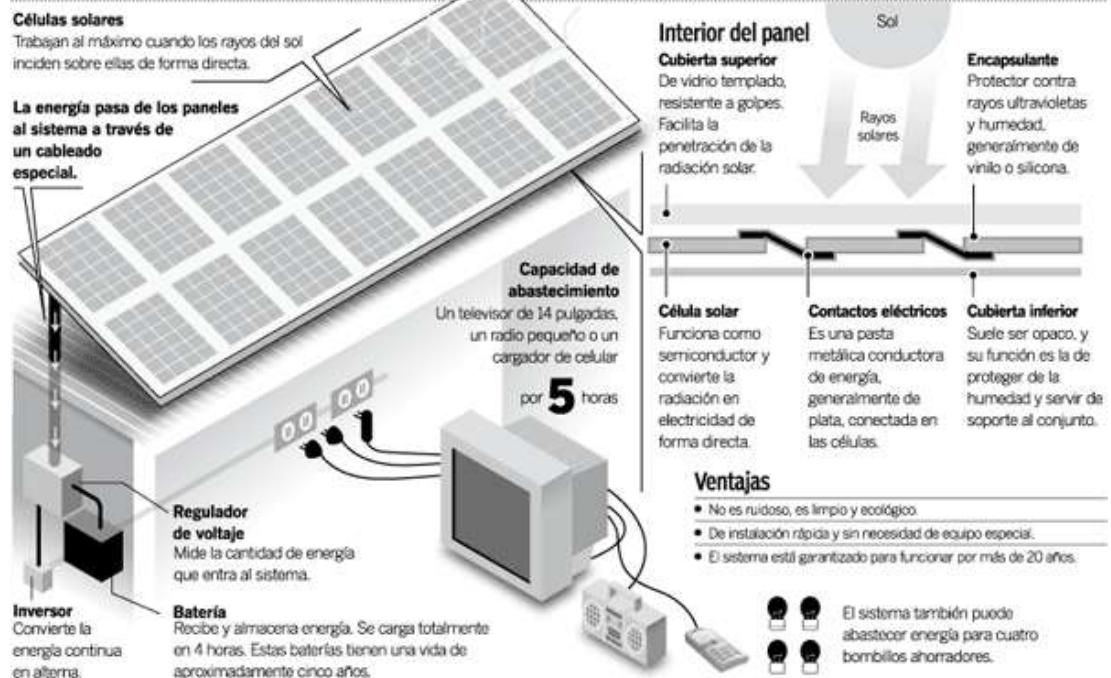 Células solares
Trabajan al máximo cuando los rayos del sol
inciden sobre ellas de forma directa.
La energía pasa de los paneles
al sistema a través de
un cableado
especial.
Capacidad de
abastecimiento
Un televisor de 14 pulgadas,
un radio pequeño o un
cargador de celular
por 5 horas
Regulador
de voltaje
Mide la cantidad de energía
que entra al sistema.
Inversor
Convierte la
energía continua
en alterna.
Batería
Recibe y almacena energía. Se carga totalmente
en 4 horas. Estas baterías tienen una vida de
aproximadamente cinco años.
Interior del panel
Cubierta superior
De vidrio templado,
resistente a golpes.
Facilita la
penetración de la
radiación solar.
Sol
Rayos
solares
Encapsulante
Protector contra
rayos ultravioletas
y humedad,
generalmente de
vinilo o silicona.
Célula solar
Funciona como
semiconductor y
convierte la
radiación en
electricidad de
forma directa.
Contactos eléctricos
Es una pasta
metálica conductora
de energía,
generalmente de
plata, conectada en
las células.
Cubierta inferior
Suele ser opaco, y
su función es la de
proteger de la
humedad y servir de
soporte al conjunto.
Ventajas
• No es ruidoso, es limpio y ecológico.
• De instalación rápida y sin necesidad de equipo especial.
• El sistema está garantizado para funcionar por más de 20 años.
El sistema también puede
abastecer energía para cuatro
bombillos ahorradores.